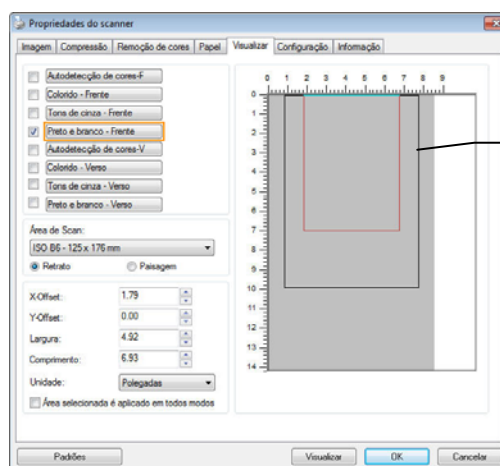 Propriedades do scanner
Imagem Compressão Remoção de cores Papel Visualizar Configuração Informação
Autodetecção de cores-F
Colorido - Frente
Tons de cinza - Frente
Preto e branco - Frente
Autodetecção de cores-V
Colorido - Verso
Tons de cinza - Verso
Preto e branco - Verso
Área de Scan:
ISO B6 - 125 x 176 mm
Retrato Paisagem
X-Offset: 1.79
Y-Offset: 0.00
Largura: 4.92
Comprimento: 6.93
Unidade: Polegadas
Área selecionada é aplicado em todos modos
0 1 2 3 4 5 6 7 8 9
0
1
2
3
4
5
6
7
8
9
10
11
12
13
14
Padrões Visualizar OK Cancelar